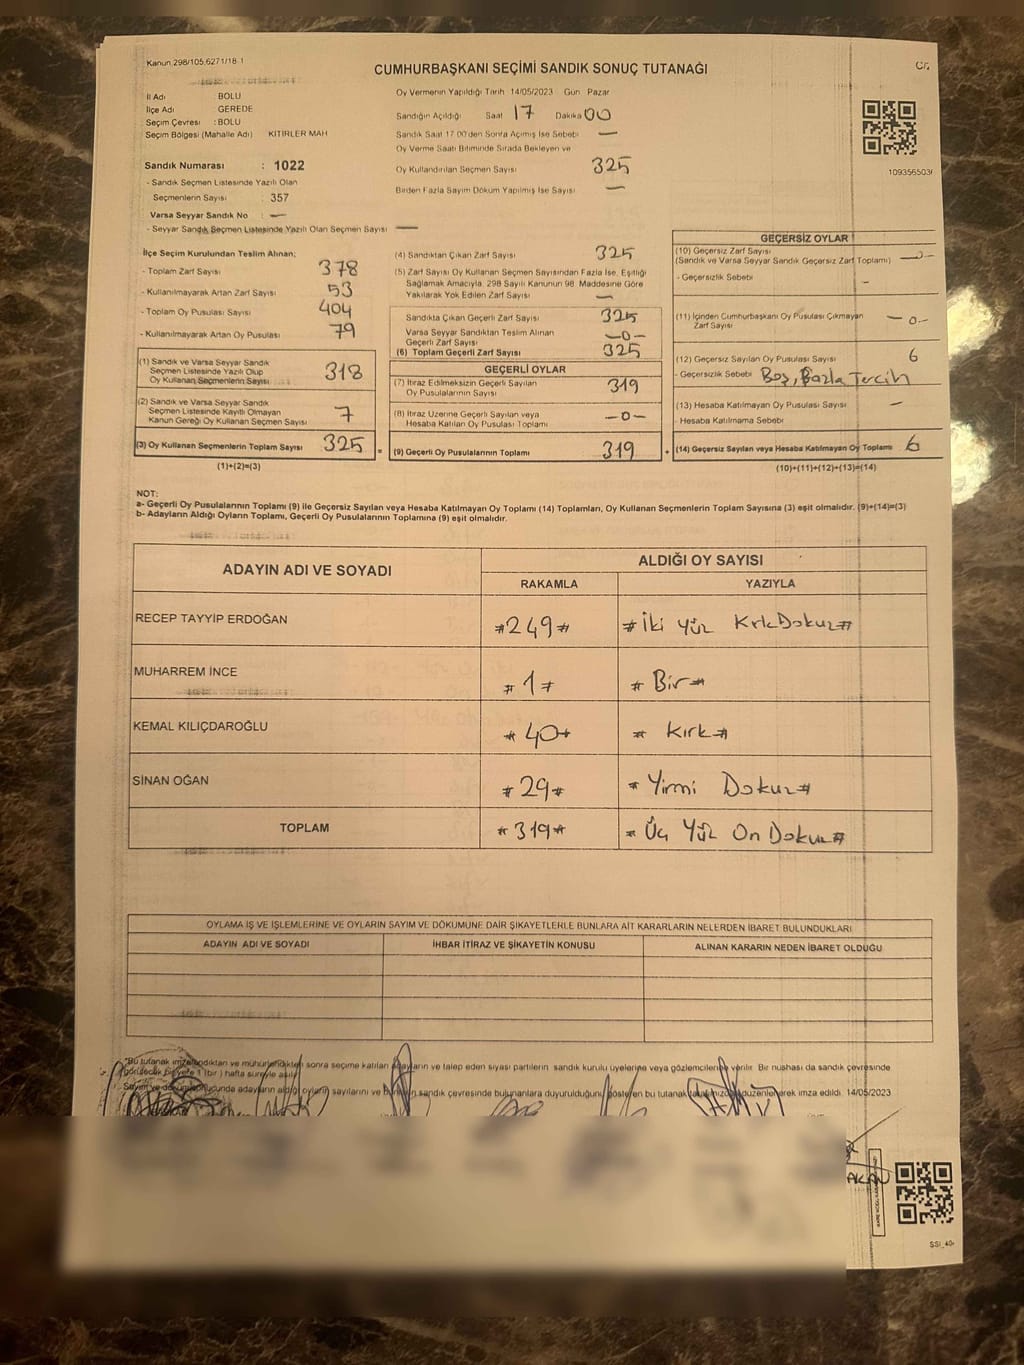 Kanun 298/105,6271/18-1
CUMHURBAŞKANI SEÇİMİ SANDIK SONUÇ TUTANAĞI
İl Adı BOLU
İlçe Adı GEREDE
Seçim Çevresi : BOLU
Seçim Bölgesi (Mahalle Adı) KİTİRLER MAH
Sandık Numarası : 1022
- Sandık Seçmen Listesinde Yazılı Olan
Seçmenlerin Sayısı : 357
Varsa Seyyar Sandık No : —
- Seyyar Sandık Seçmen Listesinde Yazılı Olan Seçmen Sayısı —
Oy Vermenin Yapıldığı Tarih 14/05/2023 Gün Pazar
Sandığın Açıldığı Saat 17 Dakika 00
Sandık Saat 17:00'den Sonra Açılmış İse Sebebi —
Oy Verme Saati Bitiminde Sırada Bekleyen ve
Oy Kullandırılan Seçmen Sayısı 325
Birden Fazla Sayım Döküm Yapılmış İse Sayısı —
1093565036
İlçe Seçim Kurulundan Teslim Alınan;
- Toplam Zarf Sayısı 378
- Kullanılmayarak Artan Zarf Sayısı 53
- Toplam Oy Pusulası Sayısı 404
- Kullanılmayarak Artan Oy Pusulası 79
(1) Sandık ve Varsa Seyyar Sandık
Seçmen Listesinde Yazılı Olup
Oy Kullanan Seçmenlerin Sayısı 318
(2) Sandık ve Varsa Seyyar Sandık
Seçmen Listesinde Kayıtlı Olmayan
Kanun Gereği Oy Kullanan Seçmen Sayısı 7
(3) Oy Kullanan Seçmenlerin Toplam Sayısı 325 =
(1)+(2)=(3)
(4) Sandıktan Çıkan Zarf Sayısı 325
(5) Zarf Sayısı Oy Kullanan Seçmen Sayısından Fazla İse, Eşitliği
Sağlamak Amacıyla, 298 Sayılı Kanunun 98. Maddesine Göre
Yakılarak Yok Edilen Zarf Sayısı —
Sandıkta Çıkan Geçerli Zarf Sayısı 325
Varsa Seyyar Sandıktan Teslim Alınan
Geçerli Zarf Sayısı —0—
(6) Toplam Geçerli Zarf Sayısı 325
GEÇERLİ OYLAR
(7) İtiraz Edilmeksizin Geçerli Sayılan
Oy Pusulalarının Sayısı 319
(8) İtiraz Üzerine Geçerli Sayılan veya
Hesaba Katılan Oy Pusulası Toplamı —0—
(9) Geçerli Oy Pusulalarının Toplamı 319 +
GEÇERSİZ OYLAR
(10) Geçersiz Zarf Sayısı
(Sandık ve Varsa Seyyar Sandık Geçersiz Zarf Toplamı) —0—
- Geçersizlik Sebebi —
(11) İçinden Cumhurbaşkanı Oy Pusulası Çıkmayan
Zarf Sayısı —0—
(12) Geçersiz Sayılan Oy Pusulası Sayısı 6
- Geçersizlik Sebebi Boş, Bazla Tercih
(13) Hesaba Katılmayan Oy Pusulası Sayısı —
- Hesaba Katılmama Sebebi
(14) Geçersiz Sayılan veya Hesaba Katılmayan Oy Toplamı 6
(10)+(11)+(12)+(13)=(14)
NOT:
a- Geçerli Oy Pusulalarının Toplamı (9) ile Geçersiz Sayılan veya Hesaba Katılmayan Oy Toplamı (14) Toplamları, Oy Kullanan Seçmenlerin Toplam Sayısına (3) eşit olmalıdır. (9)+(14)=(3)
b- Adayların Aldığı Oyların Toplamı, Geçerli Oy Pusulalarının Toplamına (9) eşit olmalıdır.
ADAYIN ADI VE SOYADI ALDIĞI OY SAYISI
RAKAMLA YAZIYLA
RECEP TAYYİP ERDOĞAN #249# #İki Yüz Kırk Dokuz#
MUHARREM İNCE #1# #Bir#
KEMAL KILIÇDAROĞLU #40# # Kırk#
SİNAN OĞAN #29# # Yirmi Dokuz#
TOPLAM #319# # Üç Yüz On Dokuz#
OYLAMA İŞ VE İŞLEMLERİNE VE OYLARIN SAYIM VE DÖKÜMÜNE DAİR ŞİKAYETLERLE BUNLARA AİT KARARLARIN NELERDEN İBARET BULUNDUKLARI
ADAYIN ADI VE SOYADI İHBAR İTİRAZ VE ŞİKAYETİN KONUSU ALINAN KARARIN NEDEN İBARET OLDUĞU
"Bu tutanak imzalandıktan ve mühürlendikten sonra seçime katılan adayların ve talep eden siyasi partilerin sandık kurulu üyelerine veya gözlemcilerine verilir. Bir nüshası da sandık çevresinde
görülecek bir yere 1 (bir) hafta süreyle asılır.
Sayım ve döküm sonucunda adayların aldığı oyların sayılarını ve bunların sandık çevresinde bulunanlara duyurulduğunu gösteren bu tutanak tarafımızdan düzenlenerek imza edildi. 14/05/2023